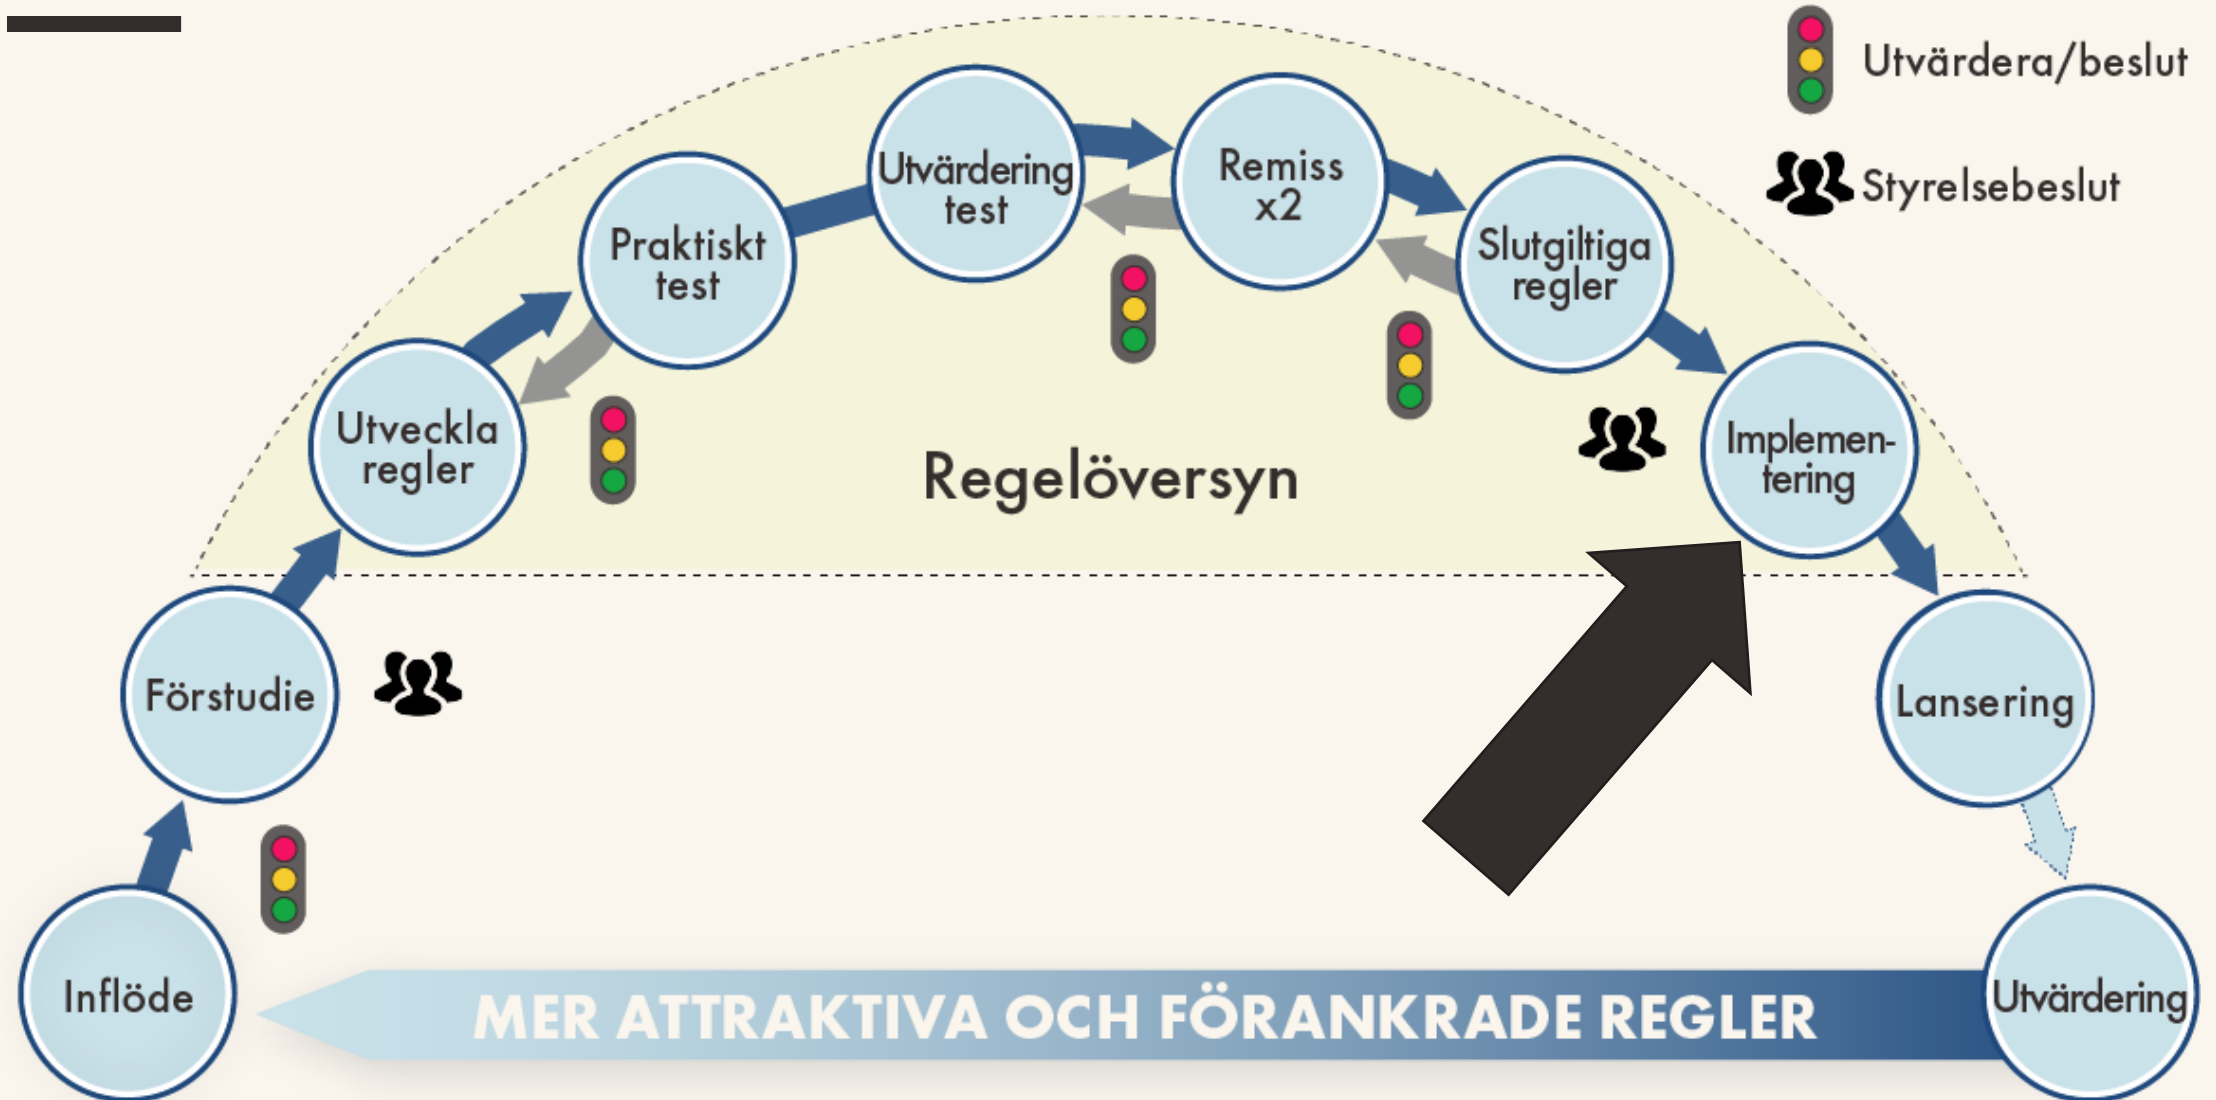 Utvärdera/beslut
Styrelsebeslut
Inflöde
Förstudie
Utveckla
regler
Praktiskt
test
Utvärdering
test
Remiss
x2
Slutgiltiga
regler
Implemen-
tering
Lansering
Utvärdering
Regelöversyn
MER ATTRAKTIVA OCH FÖRANKRADE REGLER